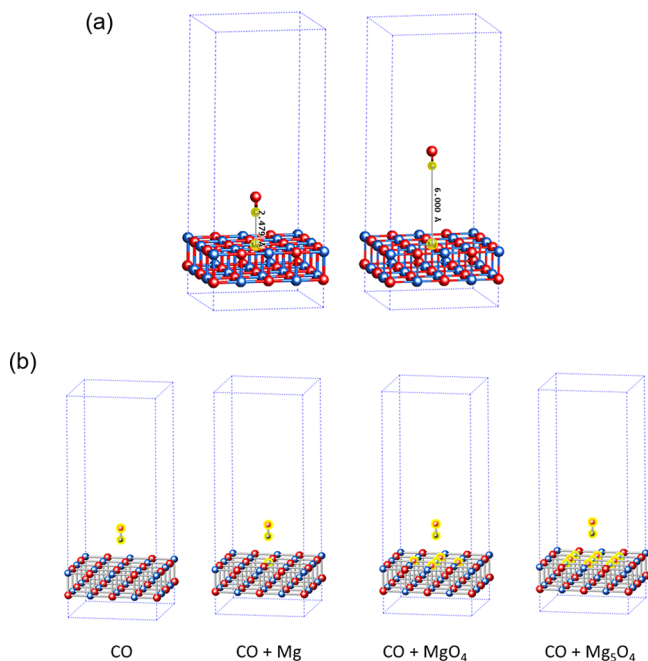 (a)
2.479
6.000 Å
(b)
CO
CO + Mg
CO + MgO₄
CO + Mg₅O₄